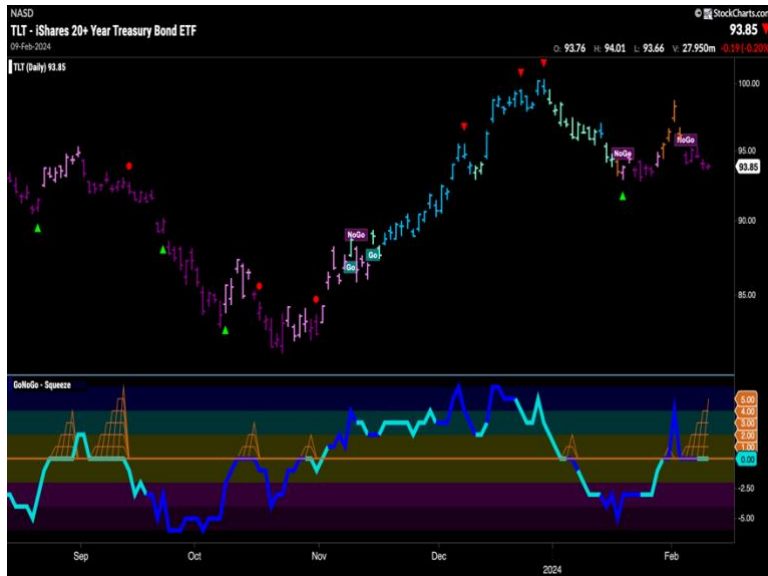 NASD
© StockCharts.com
TLT - iShares 20+ Year Treasury Bond ETF
93.85
09-Feb-2024
O: 93.76 H: 94.01 L: 93.66 V: 27.950m -0.19 (-0.20%)
TLT (Daily) 93.85
100.00
95.00
93.85
90.00
85.00
NoGo
Go
Go
NoGo
NoGo
GoNoGo - Squeeze
5.00
4.00
3.00
2.00
1.00
0.00
-2.50
-5.00
Sep Oct Nov Dec 2024 Feb